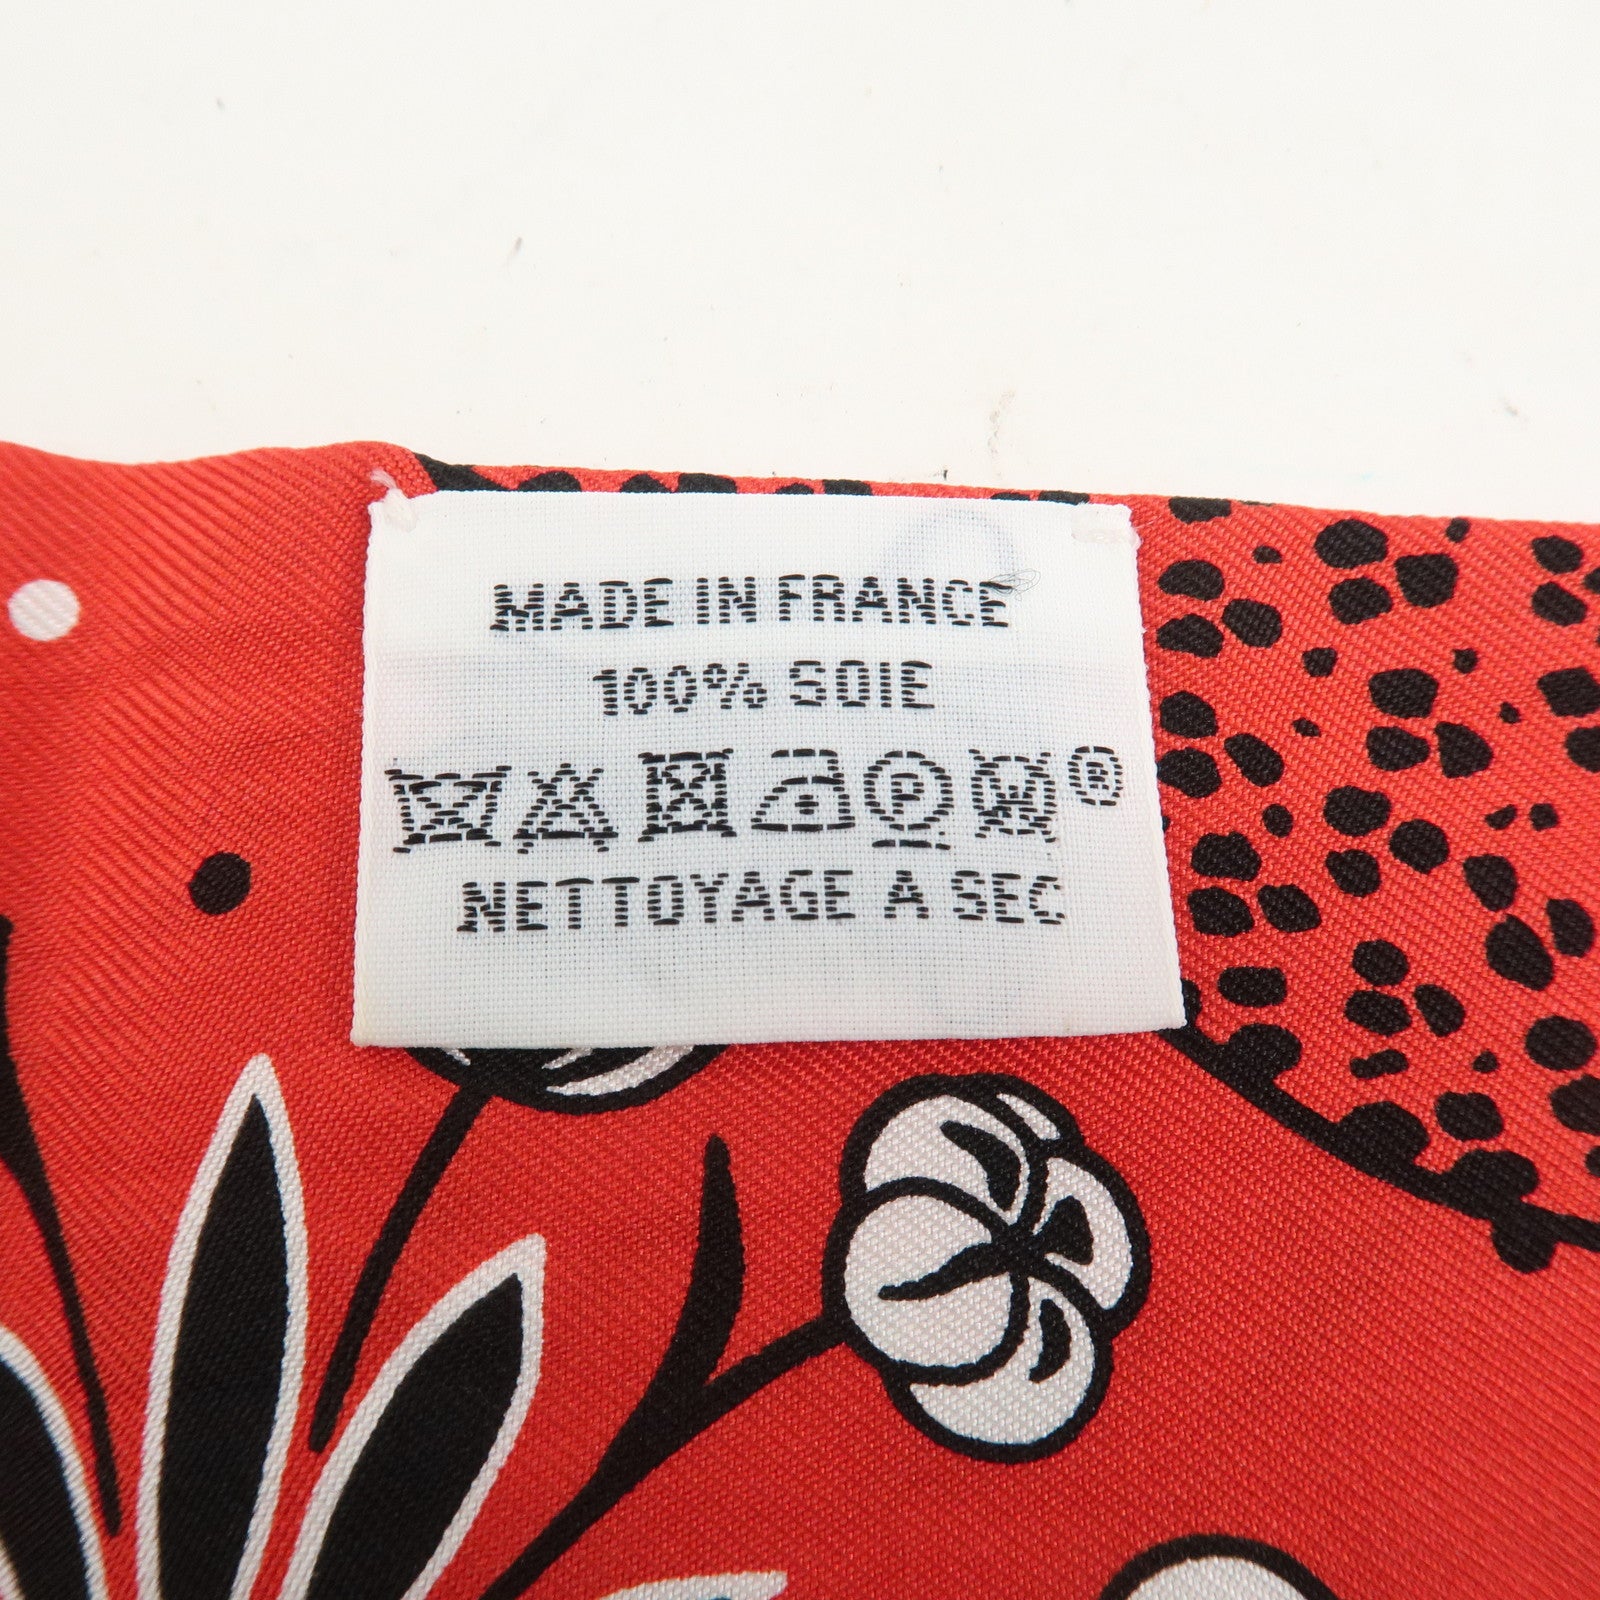 MADE IN FRANCE
100% SOIE
P W ®
NETTOYAGE A SEC